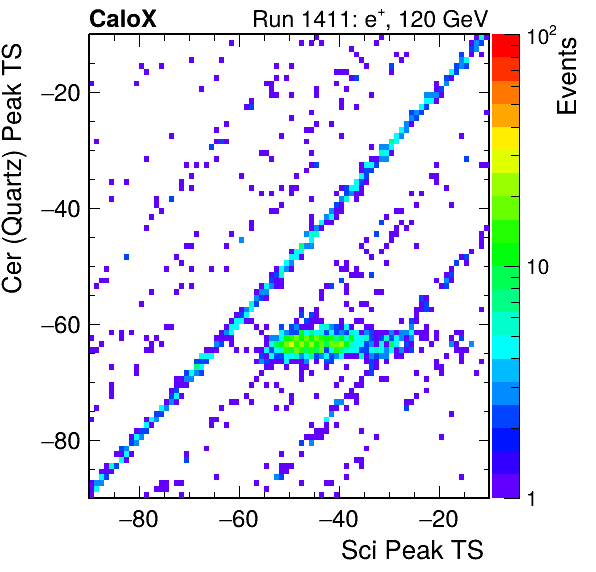 CaloX Run 1411: e⁺, 120 GeV
Cer (Quartz) Peak TS
−20
−40
−60
−80
−80 −60 −40 −20
Sci Peak TS
10²
10
1
Events